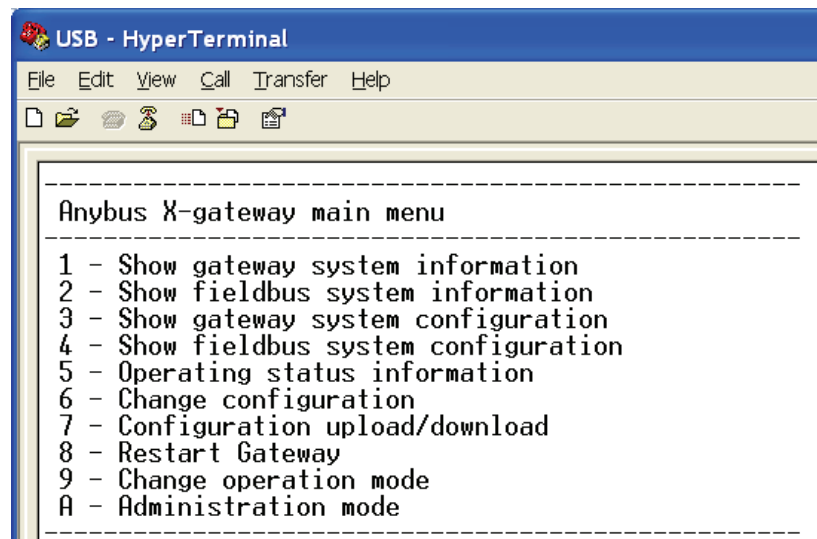 USB - HyperTerminal
File Edit View Call Transfer Help
----------------------------------------------------
Anybus X-gateway main menu
----------------------------------------------------
1 - Show gateway system information
2 - Show fieldbus system information
3 - Show gateway system configuration
4 - Show fieldbus system configuration
5 - Operating status information
6 - Change configuration
7 - Configuration upload/download
8 - Restart Gateway
9 - Change operation mode
A - Administration mode
----------------------------------------------------